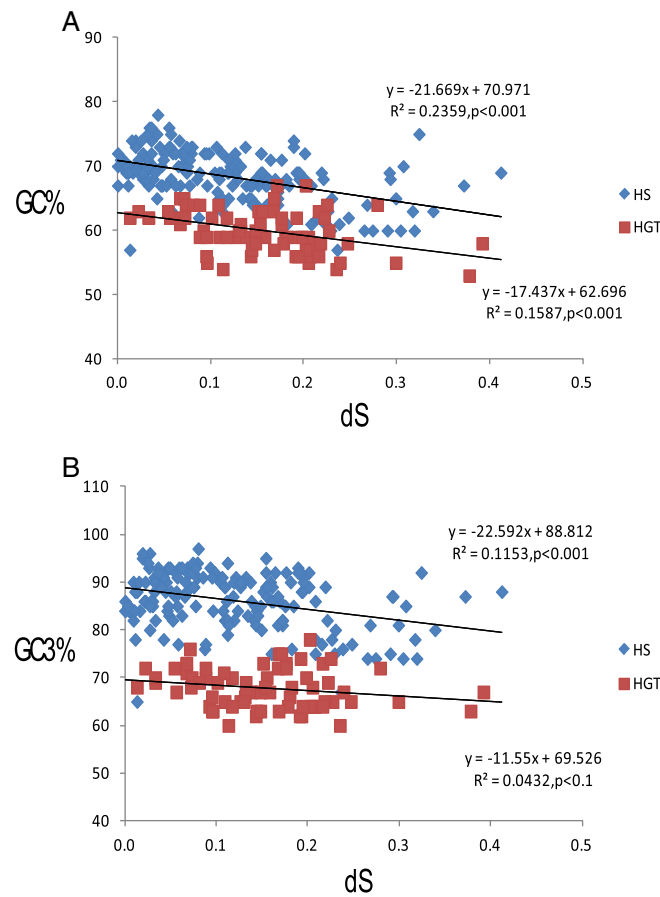 A
90
80
70
60
50
40
GC%
y = -21.669x + 70.971
R² = 0.2359,p<0.001
HS
HGT
y = -17.437x + 62.696
R² = 0.1587,p<0.001
0.0 0.1 0.2 0.3 0.4 0.5
dS
B
110
100
90
80
70
60
50
40
GC3%
y = -22.592x + 88.812
R² = 0.1153,p<0.001
HS
HGT
y = -11.55x + 69.526
R² = 0.0432,p<0.1
0.0 0.1 0.2 0.3 0.4 0.5
dS